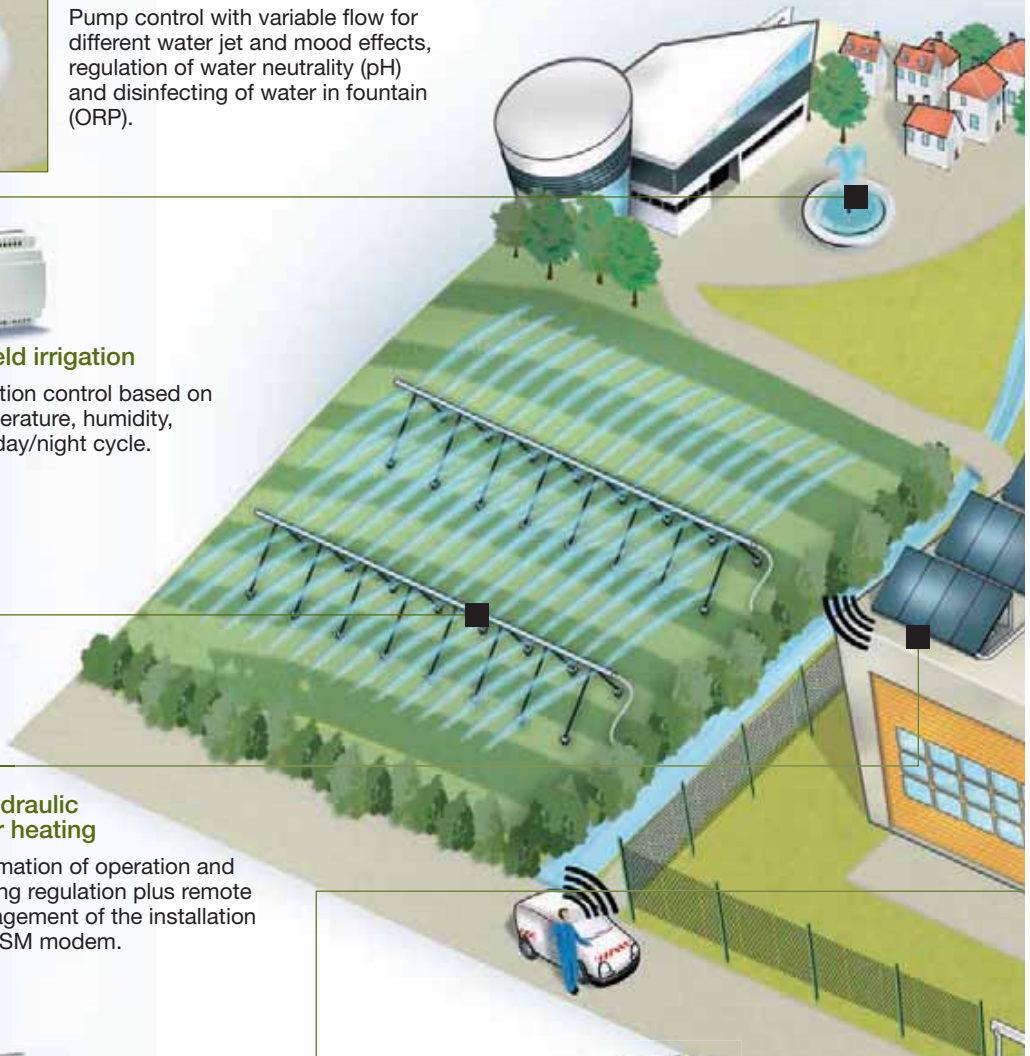 Pump control with variable flow for
different water jet and mood effects,
regulation of water neutrality (pH)
and disinfecting of water in fountain
(ORP).
eld irrigation
tion control based on
erature, humidity,
day/night cycle.
draulic
r heating
mation of operation and
ng regulation plus remote
agement of the installation
SM modem.